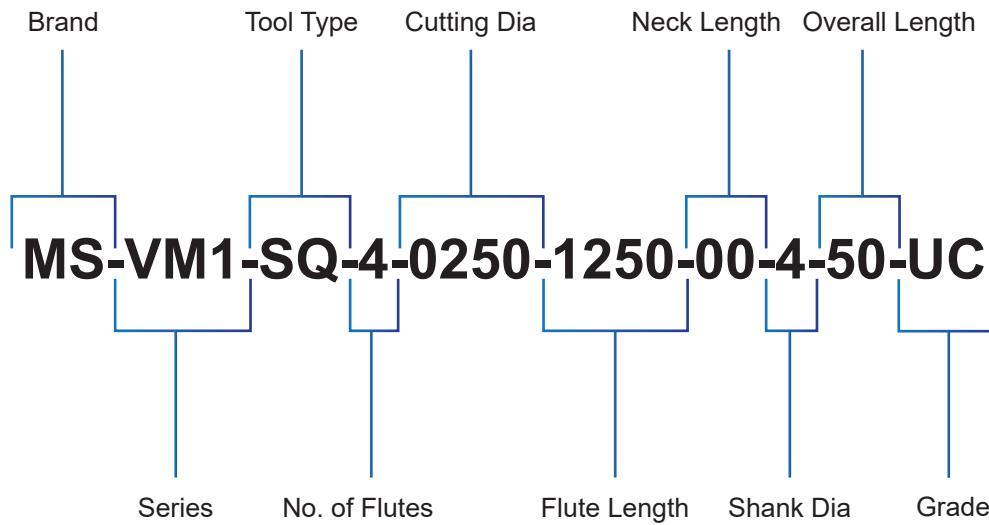 Brand Tool Type Cutting Dia Neck Length Overall Length
MS-VM1-SQ-4-0250-1250-00-4-50-UC
Series No. of Flutes Flute Length Shank Dia Grade